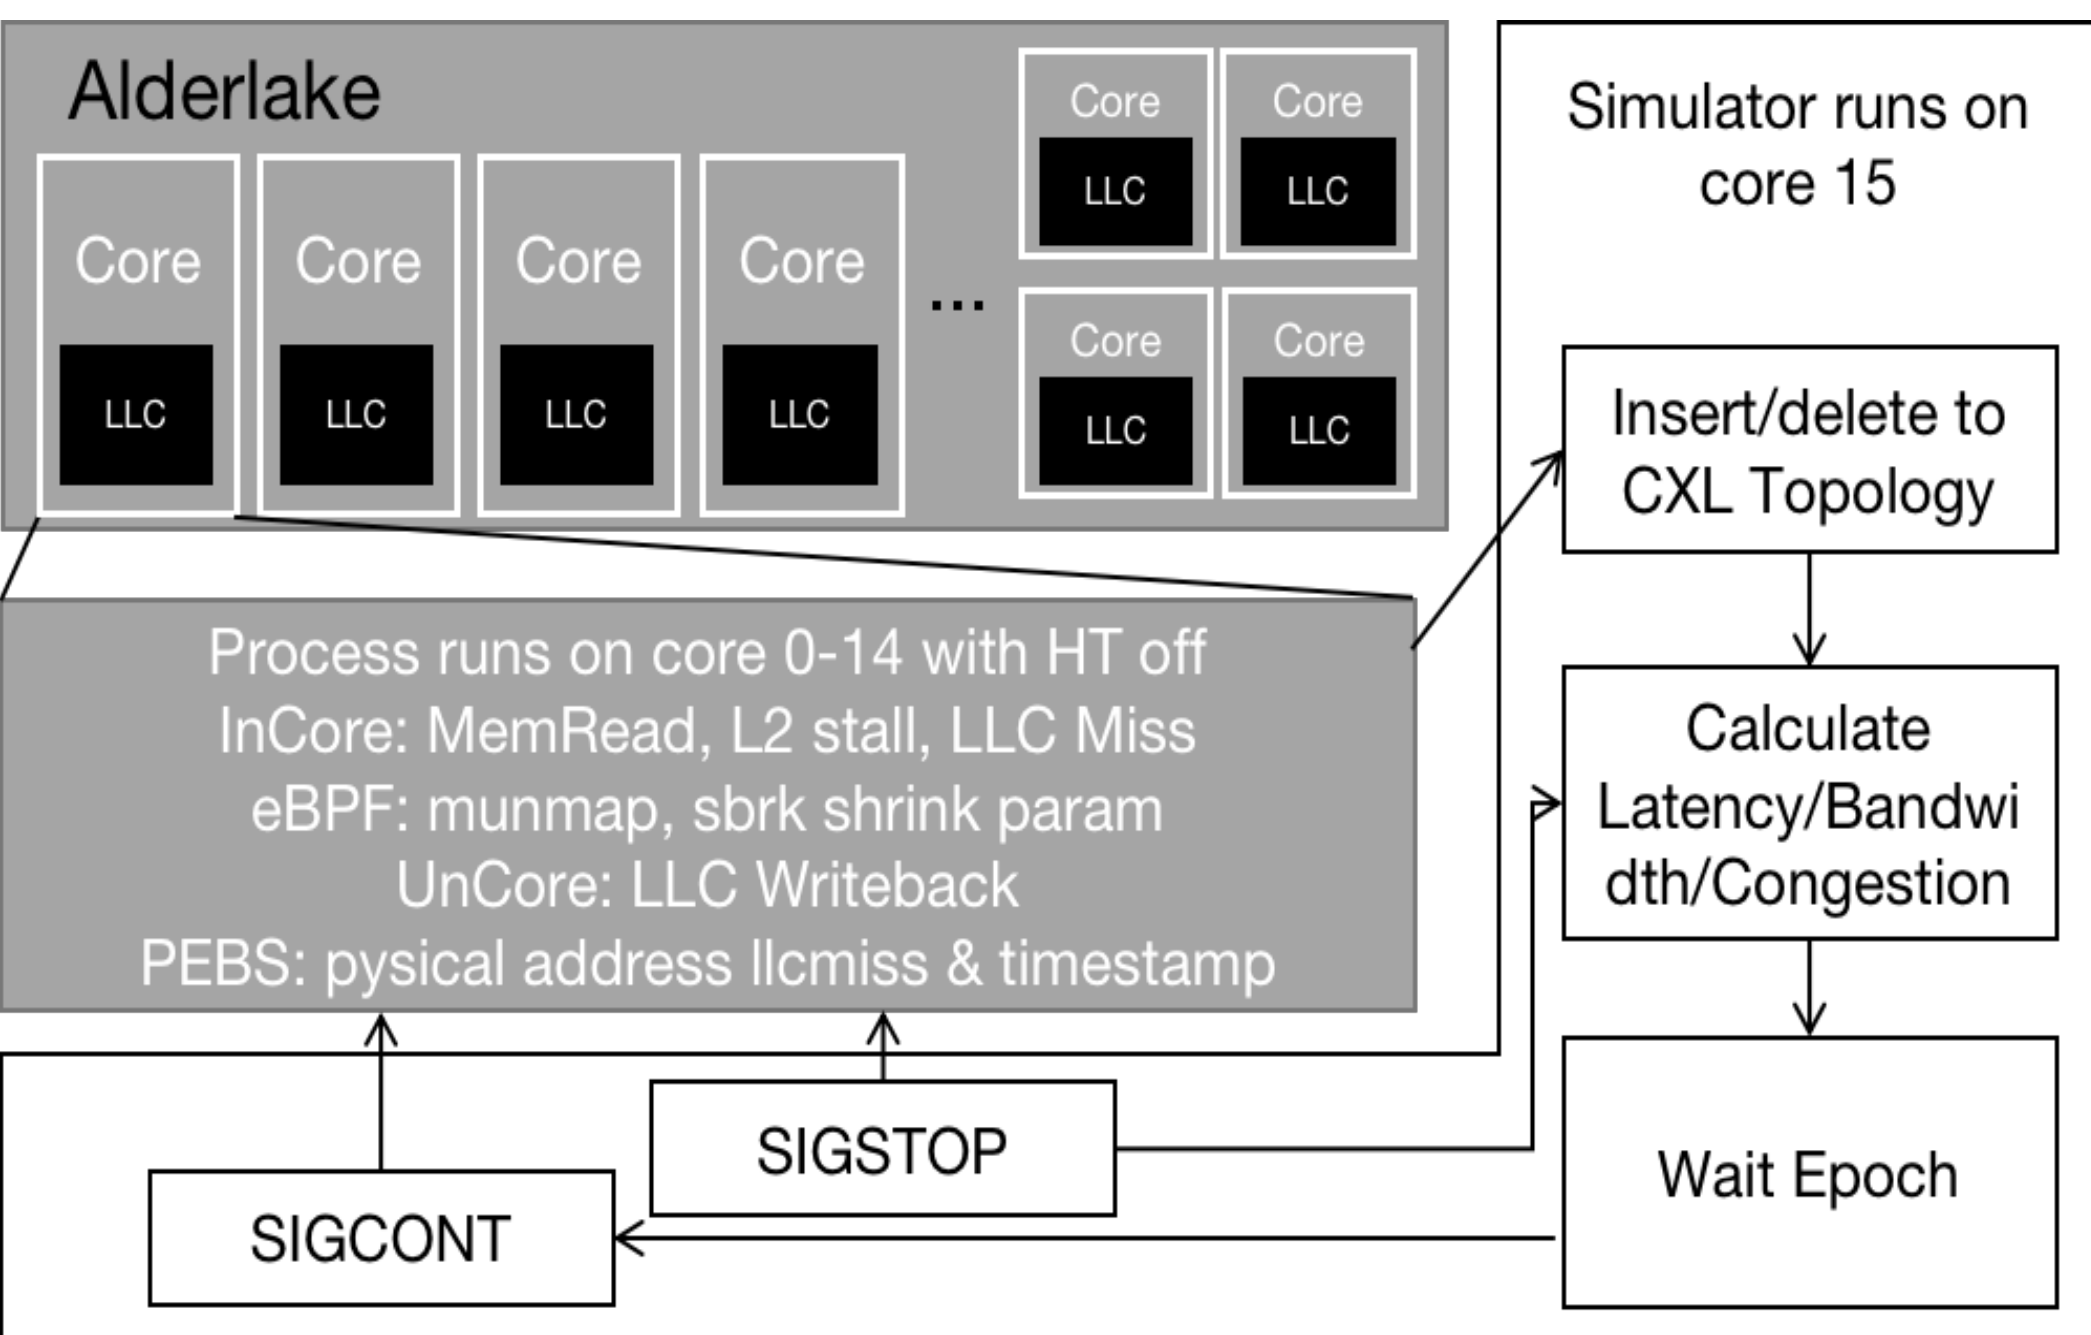 Alderlake
Core
Core
LLC
LLC
Core
Core
Core
Core
LLC
LLC
LLC
LLC
...
Core
Core
LLC
LLC
Simulator runs on
core 15
Insert/delete to
CXL Topology
Process runs on core 0-14 with HT off
InCore: MemRead, L2 stall, LLC Miss
eBPF: munmap, sbrk shrink param
UnCore: LLC Writeback
PEBS: pysical address llcmiss & timestamp
Calculate
Latency/Bandwi
dth/Congestion
SIGSTOP
SIGCONT
Wait Epoch